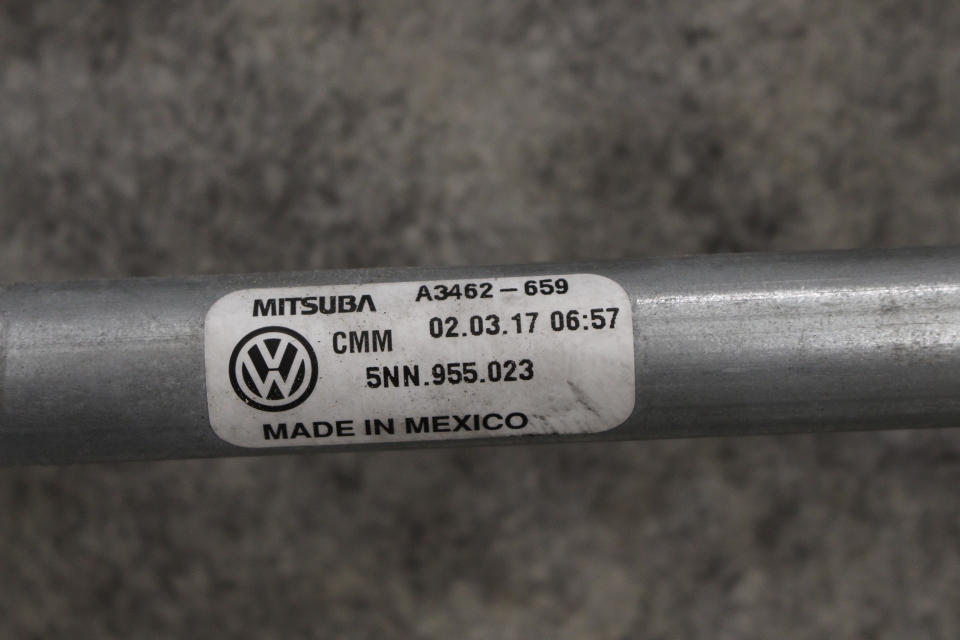 MITSUBA A3462-659
CMM 02.03.17 06:57
5NN.955.023
MADE IN MEXICO